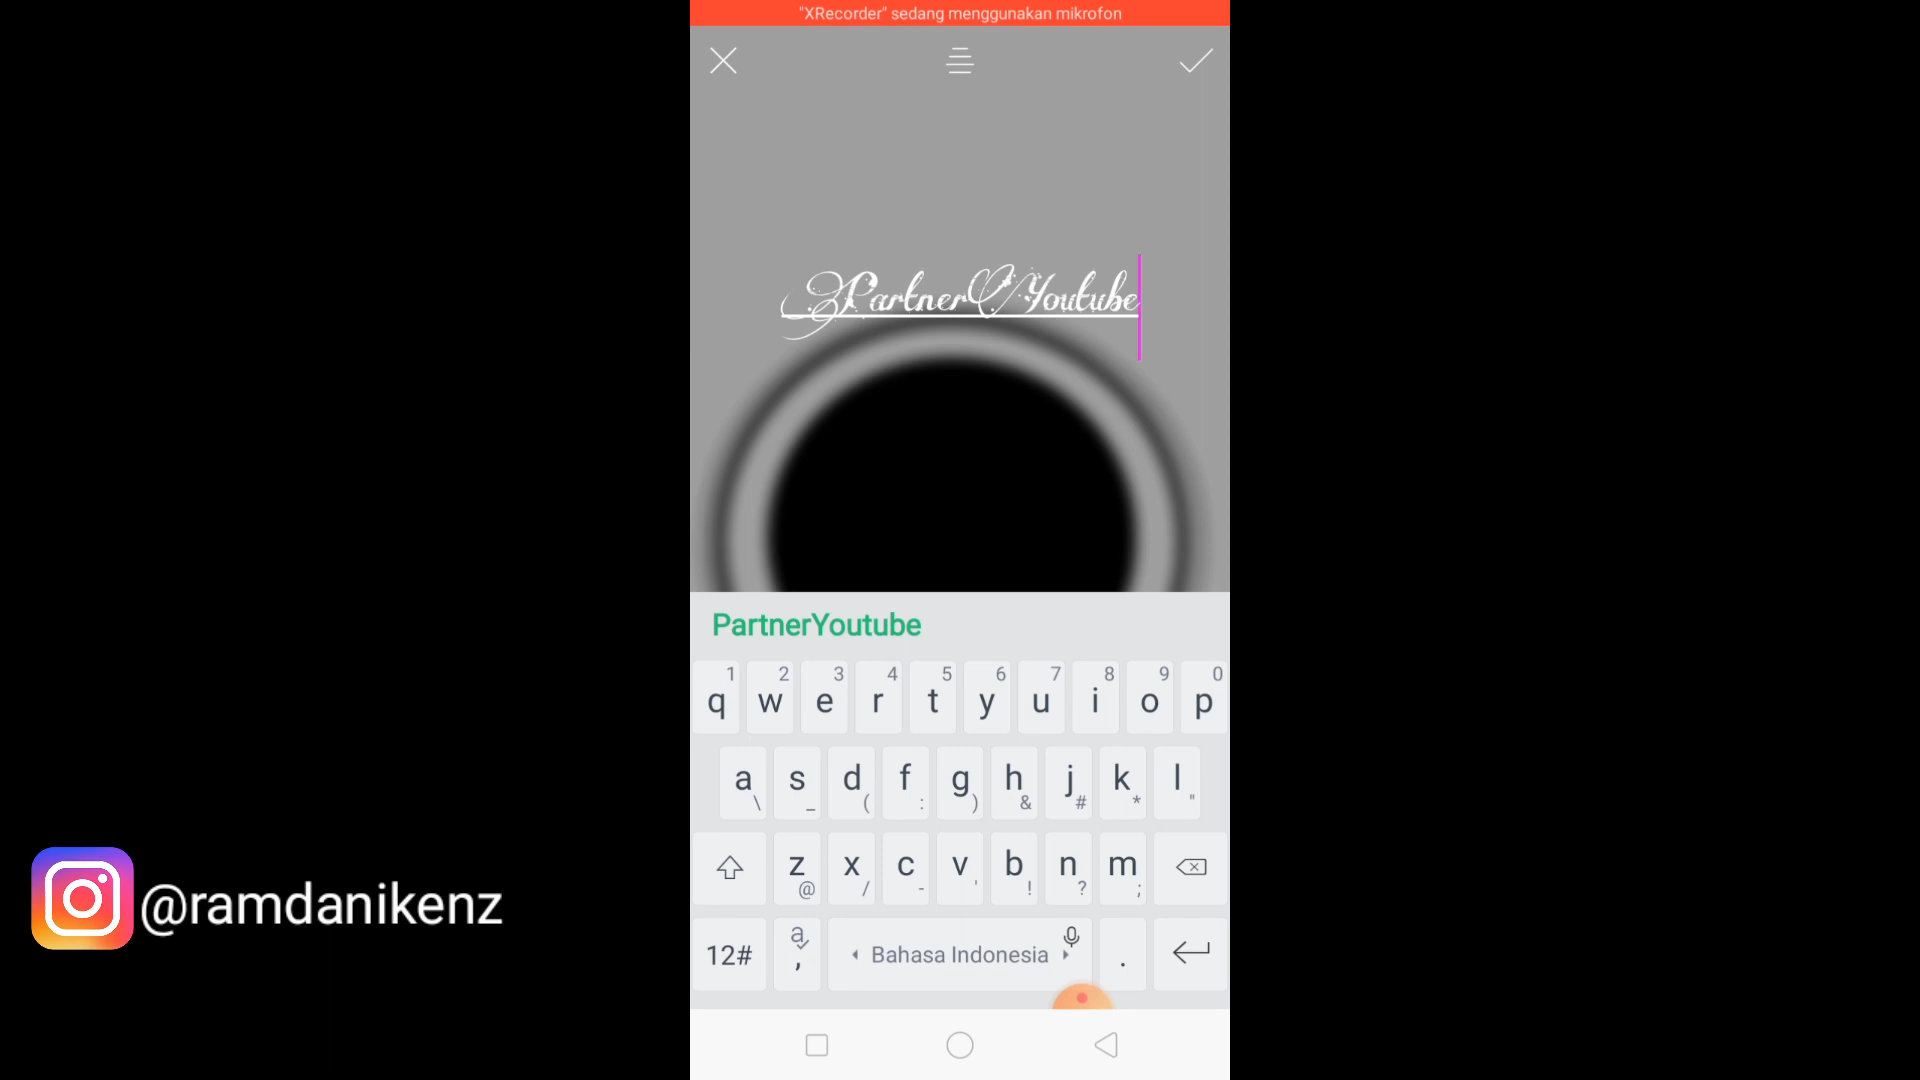 "XRecorder" sedang menggunakan mikrofon
PartnerYoutube
PartnerYoutube
1 2 3 4 5 6 7 8 9 0
q w e r t y u i o p
a s d f g h j k l
\ _ ( : ) & # * "
z x c v b n m
@ / - ' ! ? ;
12# a , Bahasa Indonesia .
@ramdanikenz